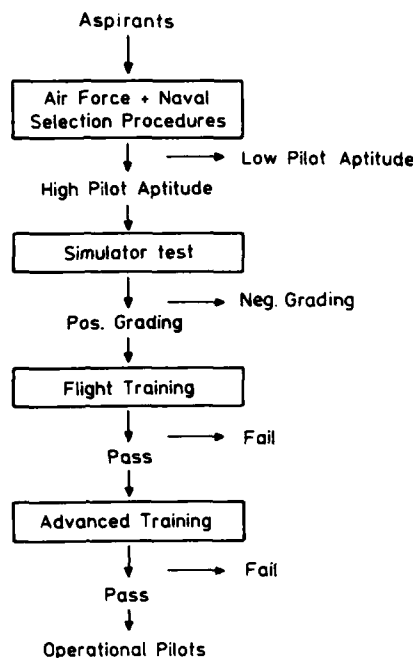 Aspirants
Air Force + Naval
Selection Procedures
Low Pilot Aptitude
High Pilot Aptitude
Simulator test
Neg. Grading
Pos. Grading
Flight Training
Fail
Pass
Advanced Training
Fail
Pass
Operational Pilots